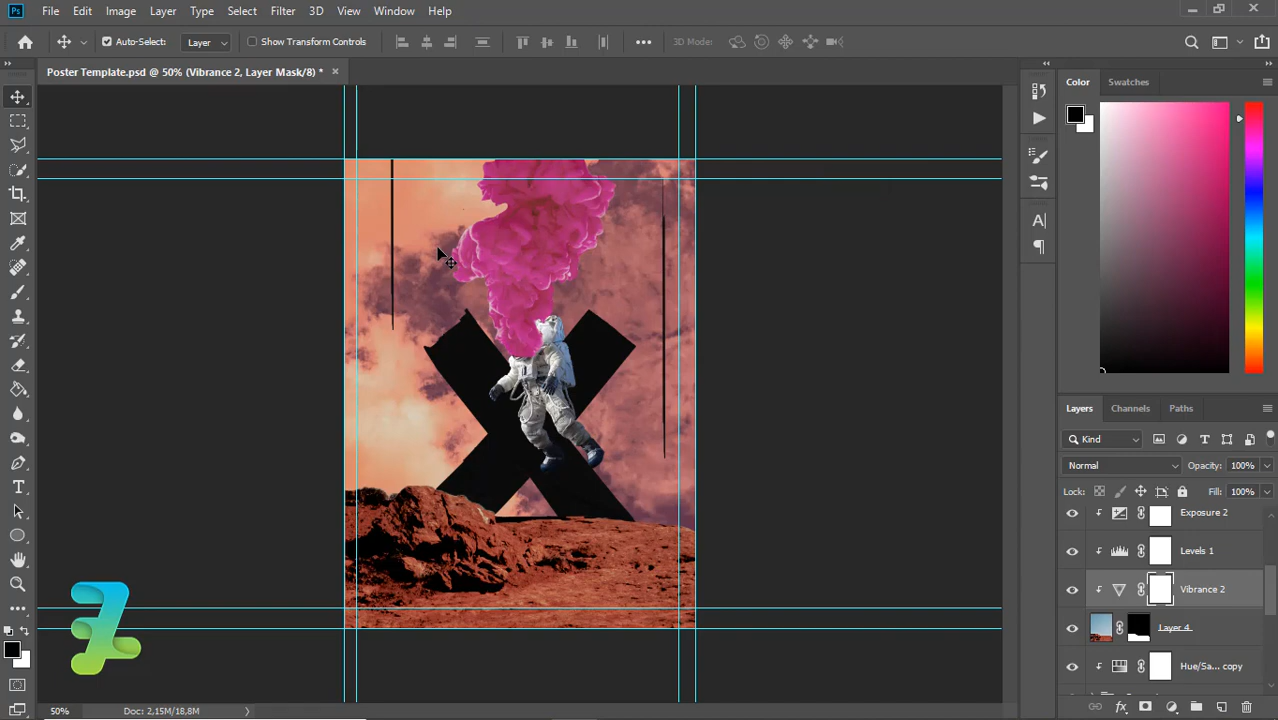 Ps File Edit Image Layer Type Select Filter 3D View Window Help
Auto-Select: Layer Show Transform Controls 3D Mode:
Poster Template.psd @ 50% (Vibrance 2, Layer Mask/8) * ×
Color Swatches
Layers Channels Paths
Kind
Normal Opacity: 100%
Lock: Fill: 100%
Exposure 2
Levels 1
Vibrance 2
Layer 4
Hue/Sa... copy
50% Doc: 2,15M/18,8M